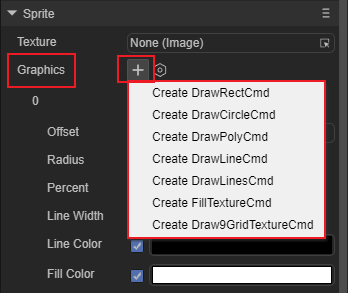 Sprite
Texture None (Image)
Graphics
Create DrawRectCmd
0
Create DrawCircleCmd
Create DrawPolyCmd
Offset
Create DrawLineCmd
Radius
Create DrawLinesCmd
Percent
Create FillTextureCmd
Line Width
Create Draw9GridTextureCmd
Line Color
Fill Color